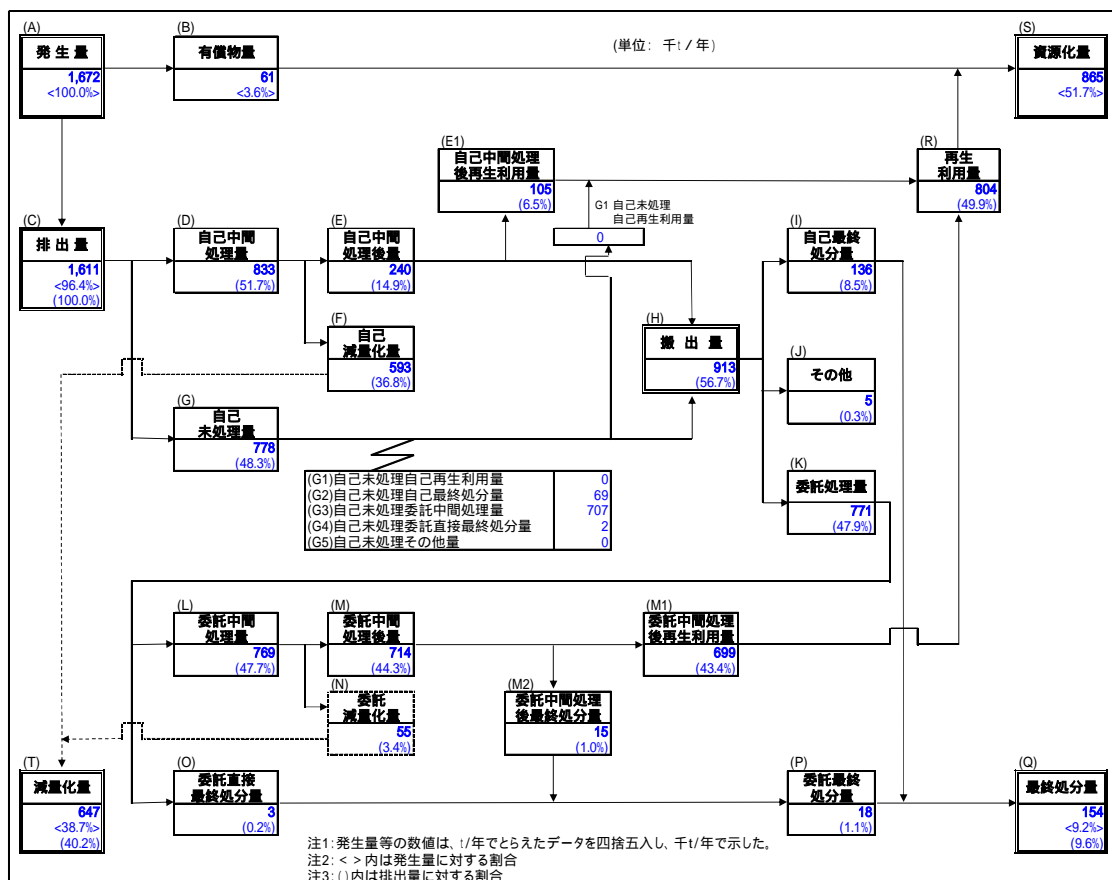 (A)
発 生 量
1,672
<100.0%>
(B)
有償物量
61
<3.6%>
(単位: 千t / 年)
(S)
資源化量
865
<51.7%>
(E1)
自己中間処理
後再生利用量
105
(6.5%)
G1 自己未処理
自己再生利用量
0
(R)
再生
利用量
804
(49.9%)
(C)
排 出 量
1,611
<96.4%>
(100.0%)
(D)
自己中間
処理量
833
(51.7%)
(E)
自己中間
処理後量
240
(14.9%)
(I)
自己最終
処分量
136
(8.5%)
(F)
自己
減量化量
593
(36.8%)
(H)
搬 出 量
913
(56.7%)
(J)
その他
5
(0.3%)
(G)
自己
未処理量
778
(48.3%)
(G1)自己未処理自己再生利用量 0
(G2)自己未処理自己最終処分量 69
(G3)自己未処理委託中間処理量 707
(G4)自己未処理委託直接最終処分量 2
(G5)自己未処理その他量 0
(K)
委託処理量
771
(47.9%)
(L)
委託中間
処理量
769
(47.7%)
(M)
委託中間
処理後量
714
(44.3%)
(M1)
委託中間処理
後再生利用量
699
(43.4%)
(N)
委託
減量化量
55
(3.4%)
(M2)
委託中間処理
後最終処分量
15
(1.0%)
(T)
減量化量
647
<38.7%>
(40.2%)
(O)
委託直接
最終処分量
3
(0.2%)
(P)
委託最終
処分量
18
(1.1%)
(Q)
最終処分量
154
<9.2%>
(9.6%)
注1:発生量等の数値は、t/年でとらえたデータを四捨五入し、千t/年で示した。
注2:< >内は発生量に対する割合
注3:( )内は排出量に対する割合